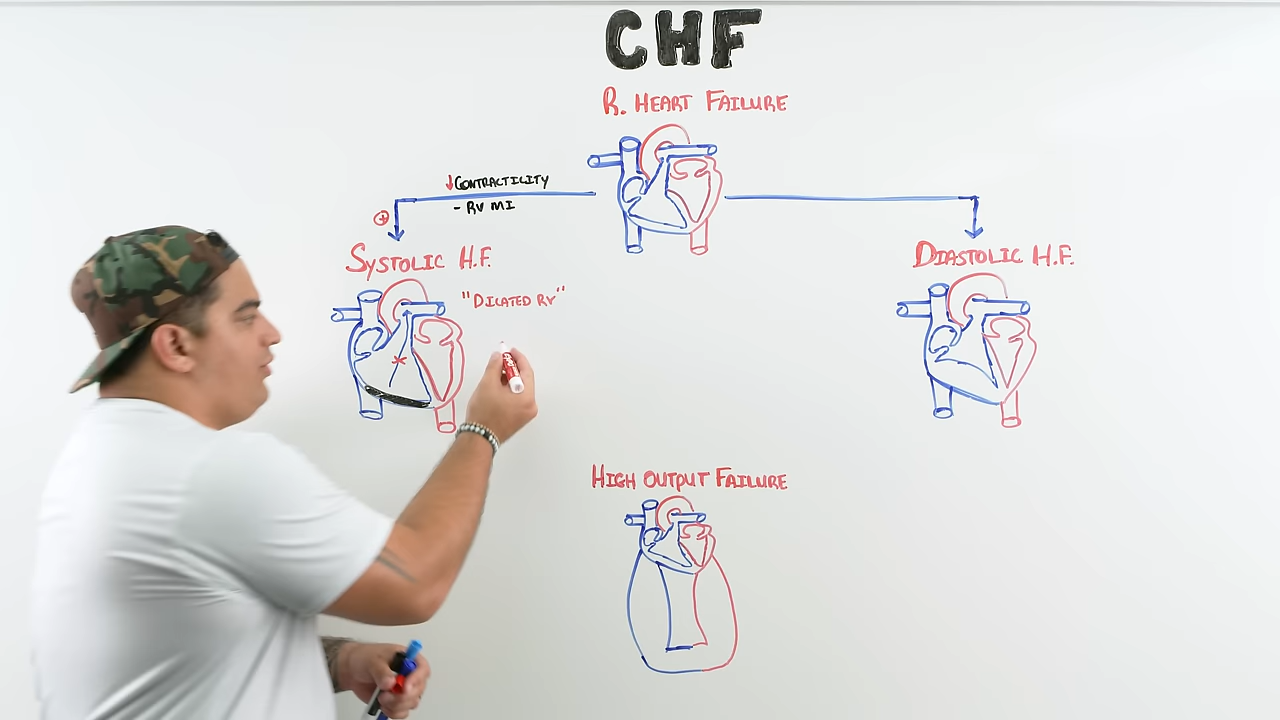 CHF
R. HEART FAILURE
↓CONTRACTILITY
- RV MI
⊕
SYSTOLIC H.F.
DIASTOLIC H.F.
"DILATED RV"
HIGH OUTPUT FAILURE